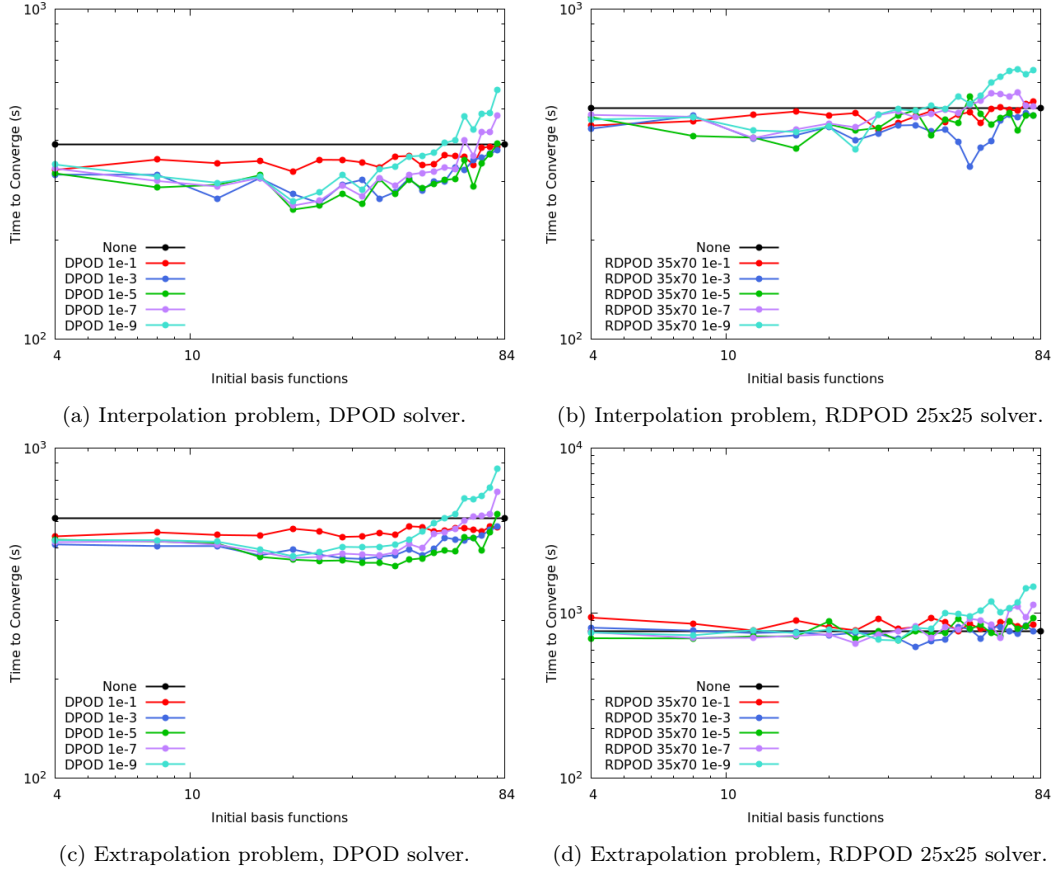 10³
10²
Time to Converge (s)
None
DPOD 1e-1
DPOD 1e-3
DPOD 1e-5
DPOD 1e-7
DPOD 1e-9
4
10
84
Initial basis functions
(a) Interpolation problem, DPOD solver.
10³
10²
Time to Converge (s)
None
RDPOD 35x70 1e-1
RDPOD 35x70 1e-3
RDPOD 35x70 1e-5
RDPOD 35x70 1e-7
RDPOD 35x70 1e-9
4
10
84
Initial basis functions
(b) Interpolation problem, RDPOD 25x25 solver.
10³
10²
Time to Converge (s)
None
DPOD 1e-1
DPOD 1e-3
DPOD 1e-5
DPOD 1e-7
DPOD 1e-9
4
10
84
Initial basis functions
(c) Extrapolation problem, DPOD solver.
10⁴
10³
10²
Time to Converge (s)
None
RDPOD 35x70 1e-1
RDPOD 35x70 1e-3
RDPOD 35x70 1e-5
RDPOD 35x70 1e-7
RDPOD 35x70 1e-9
4
10
84
Initial basis functions
(d) Extrapolation problem, RDPOD 25x25 solver.